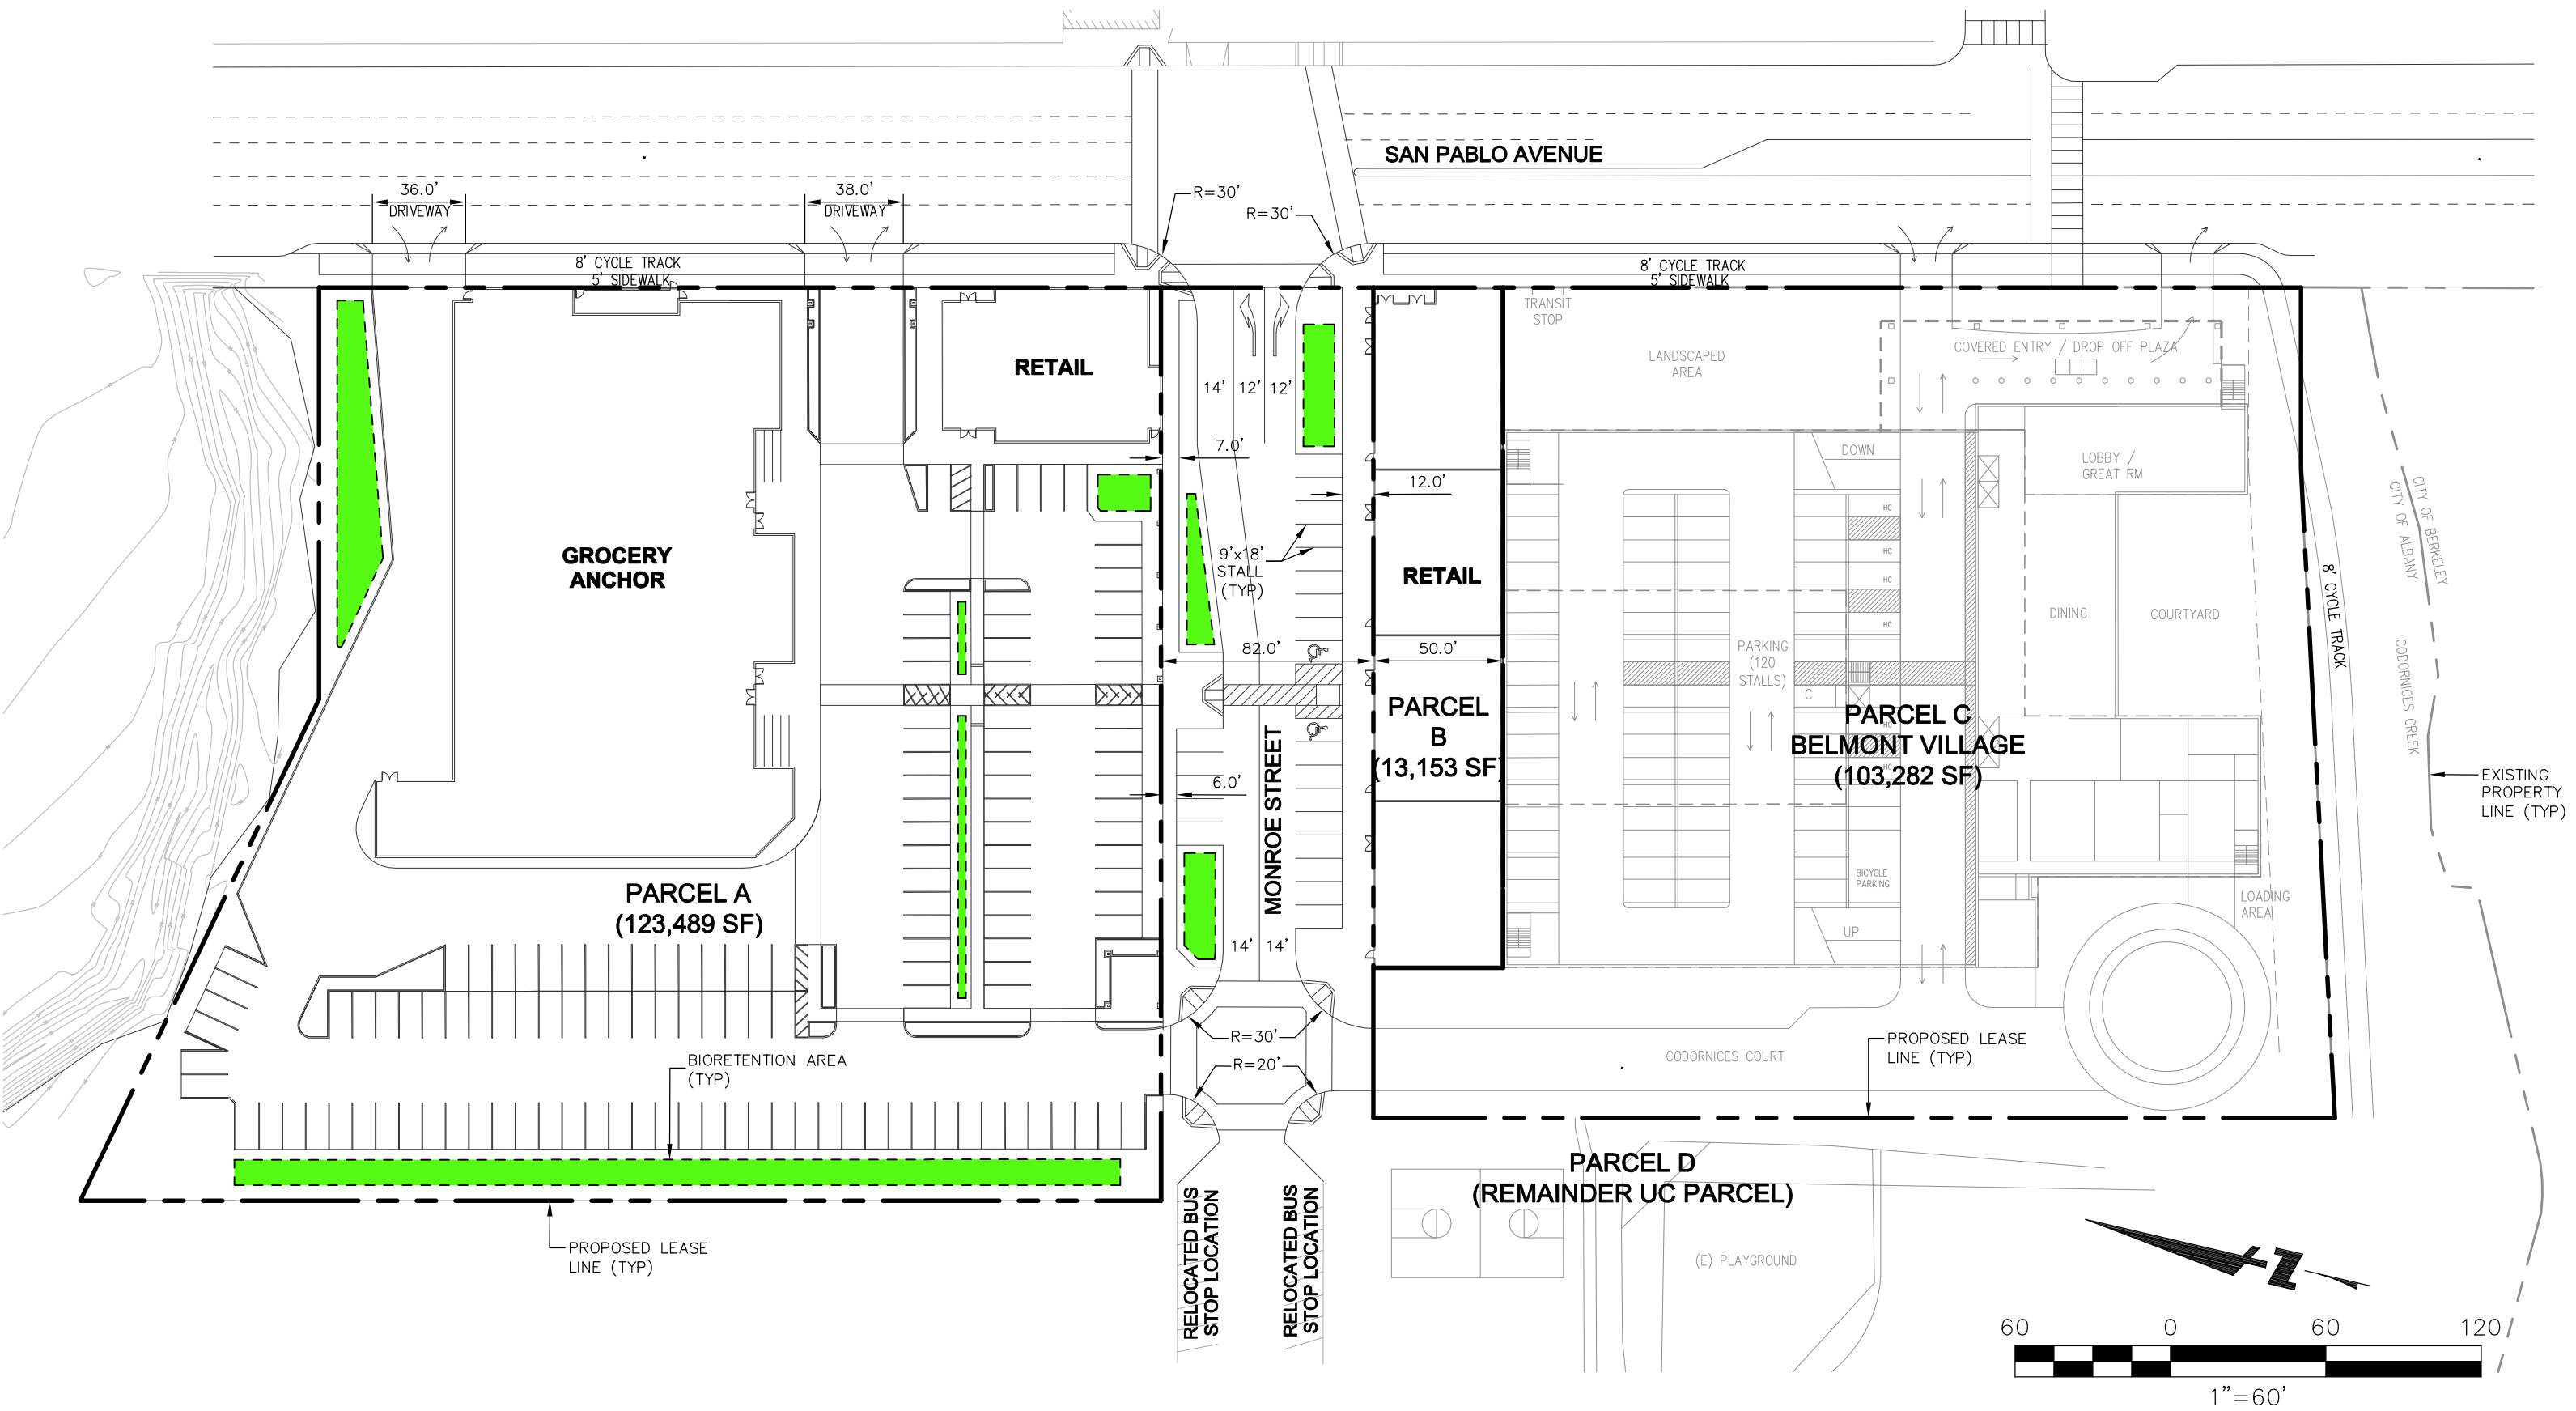 SAN PABLO AVENUE
36.0'
DRIVEWAY
38.0'
DRIVEWAY
R=30'
R=30'
8' CYCLE TRACK
5' SIDEWALK
8' CYCLE TRACK
5' SIDEWALK
TRANSIT
STOP
LANDSCAPED
AREA
COVERED ENTRY / DROP OFF PLAZA
RETAIL
14'
12'
12'
7.0'
12.0'
DOWN
LOBBY /
GREAT RM
HC
HC
HC
HC
HC
HC
CITY OF BERKELEY
CITY OF ALBANY
GROCERY
ANCHOR
9'x18'
STALL
(TYP)
RETAIL
8' CYCLE TRACK
DINING
COURTYARD
82.0'
50.0'
PARKING
(120
STALLS)
C
CODORNICES CREEK
PARCEL
B
(13,153 SF)
PARCEL C
BELMONT VILLAGE
(103,282 SF)
6.0'
MONROE STREET
EXISTING
PROPERTY
LINE (TYP)
PARCEL A
(123,489 SF)
BICYCLE
PARKING
LOADING
AREA
14'
14'
UP
R=30'
R=20'
BIORETENTION AREA
(TYP)
CODORNICES COURT
PROPOSED LEASE
LINE (TYP)
PARCEL D
(REMAINDER UC PARCEL)
RELOCATED BUS
STOP LOCATION
RELOCATED BUS
STOP LOCATION
PROPOSED LEASE
LINE (TYP)
(E) PLAYGROUND
N
60
0
60
120
1"=60'